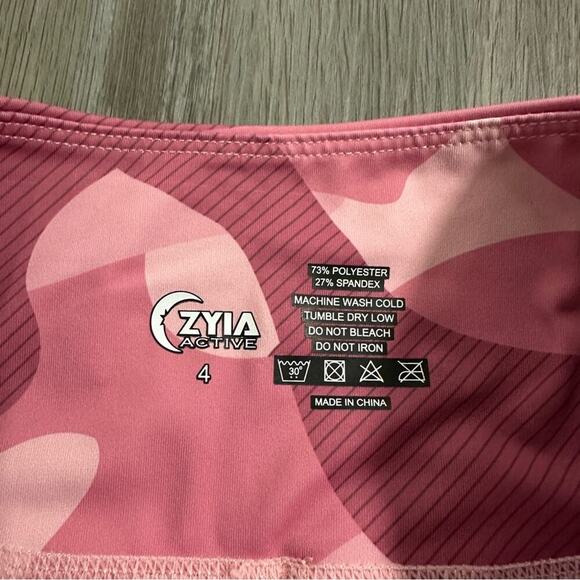 ZYIA
ACTIVE
4
73% POLYESTER
27% SPANDEX
MACHINE WASH COLD
TUMBLE DRY LOW
DO NOT BLEACH
DO NOT IRON
30°
MADE IN CHINA